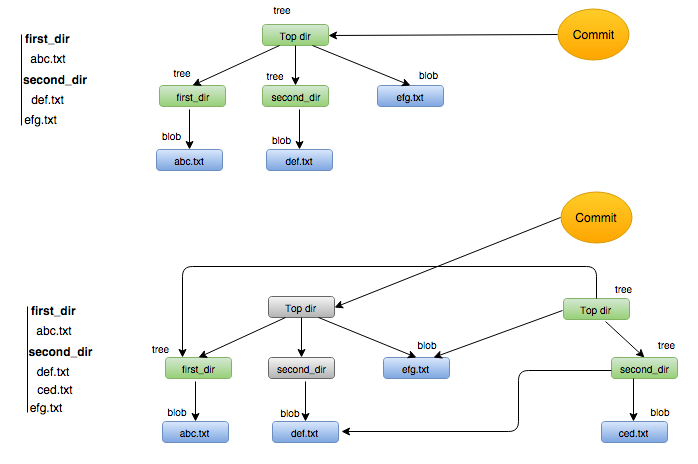 first_dir
abc.txt
second_dir
def.txt
efg.txt
tree
Top dir
Commit
tree
tree
blob
first_dir
second_dir
efg.txt
blob
blob
abc.txt
def.txt
first_dir
abc.txt
second_dir
def.txt
ced.txt
efg.txt
Commit
tree
Top dir
Top dir
tree
blob
tree
first_dir
second_dir
efg.txt
second_dir
blob
blob
blob
abc.txt
def.txt
ced.txt